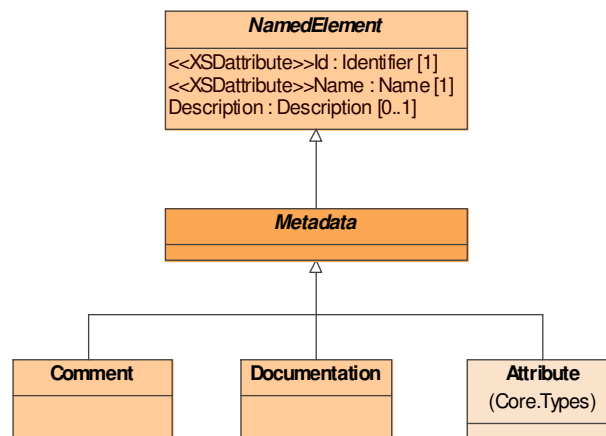 NamedElement
<<XSDattribute>>Id : Identifier [1]
<<XSDattribute>>Name : Name [1]
Description : Description [0..1]
Metadata
Comment
Documentation
Attribute
(Core.Types)